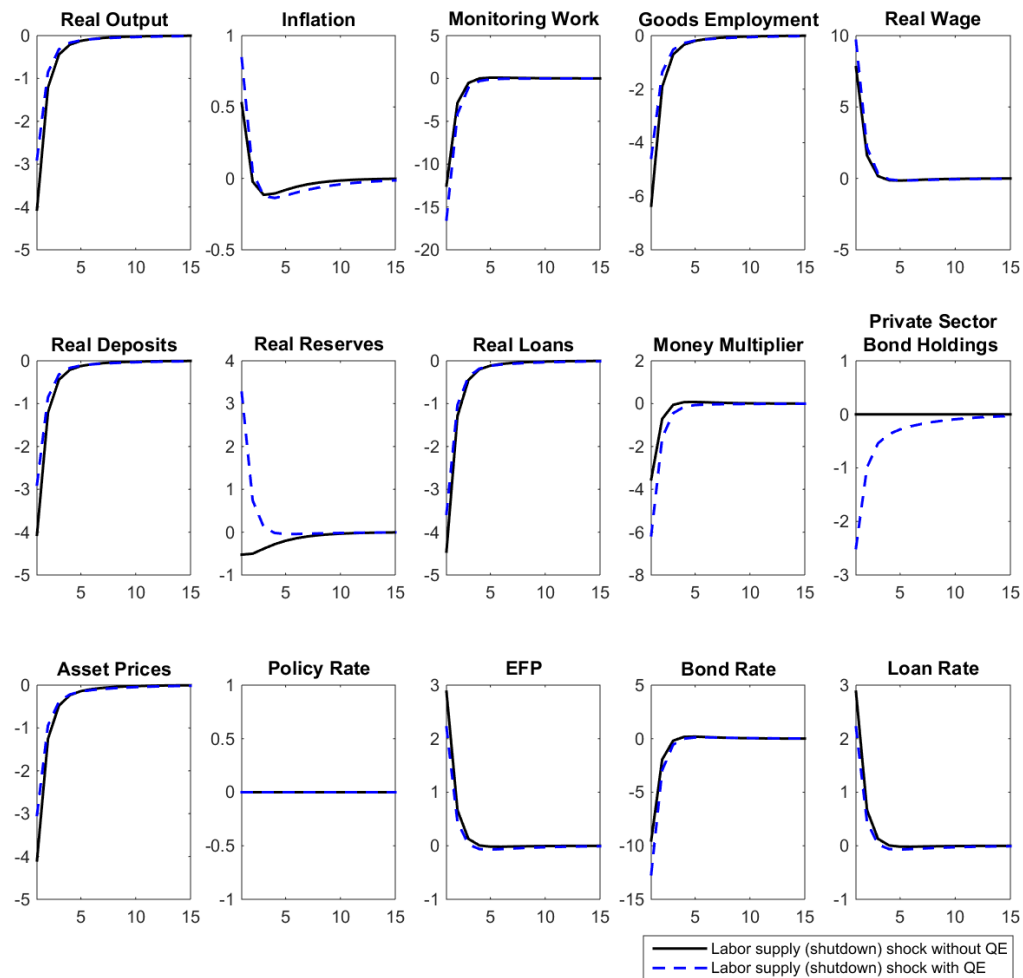 Real Output
Inflation
Monitoring Work
Goods Employment
Real Wage
0
-1
-2
-3
-4
-5
5 10 15
1
0.5
0
-0.5
5 10 15
5
0
-5
-10
-15
-20
5 10 15
0
-2
-4
-6
-8
5 10 15
10
5
0
-5
5 10 15
Real Deposits
Real Reserves
Real Loans
Money Multiplier
Private Sector
Bond Holdings
0
-1
-2
-3
-4
-5
5 10 15
4
3
2
1
0
-1
5 10 15
0
-1
-2
-3
-4
-5
5 10 15
2
0
-2
-4
-6
-8
5 10 15
1
0
-1
-2
-3
5 10 15
Asset Prices
Policy Rate
EFP
Bond Rate
Loan Rate
0
-1
-2
-3
-4
-5
5 10 15
1
0.5
0
-0.5
-1
5 10 15
3
2
1
0
-1
5 10 15
5
0
-5
-10
-15
5 10 15
3
2
1
0
-1
5 10 15
Labor supply (shutdown) shock without QE
Labor supply (shutdown) shock with QE